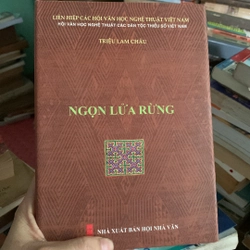 LIÊN HIỆP CÁC HỘI VĂN HỌC NGHỆ THUẬT VIỆT NAM
HỘI VĂN HỌC NGHỆ THUẬT CÁC DÂN TỘC THIỂU SỐ VIỆT NAM
TRIỆU LAM CHÂU
NGỌN LỬA RỪNG
NHÀ XUẤT BẢN HỘI NHÀ VĂN